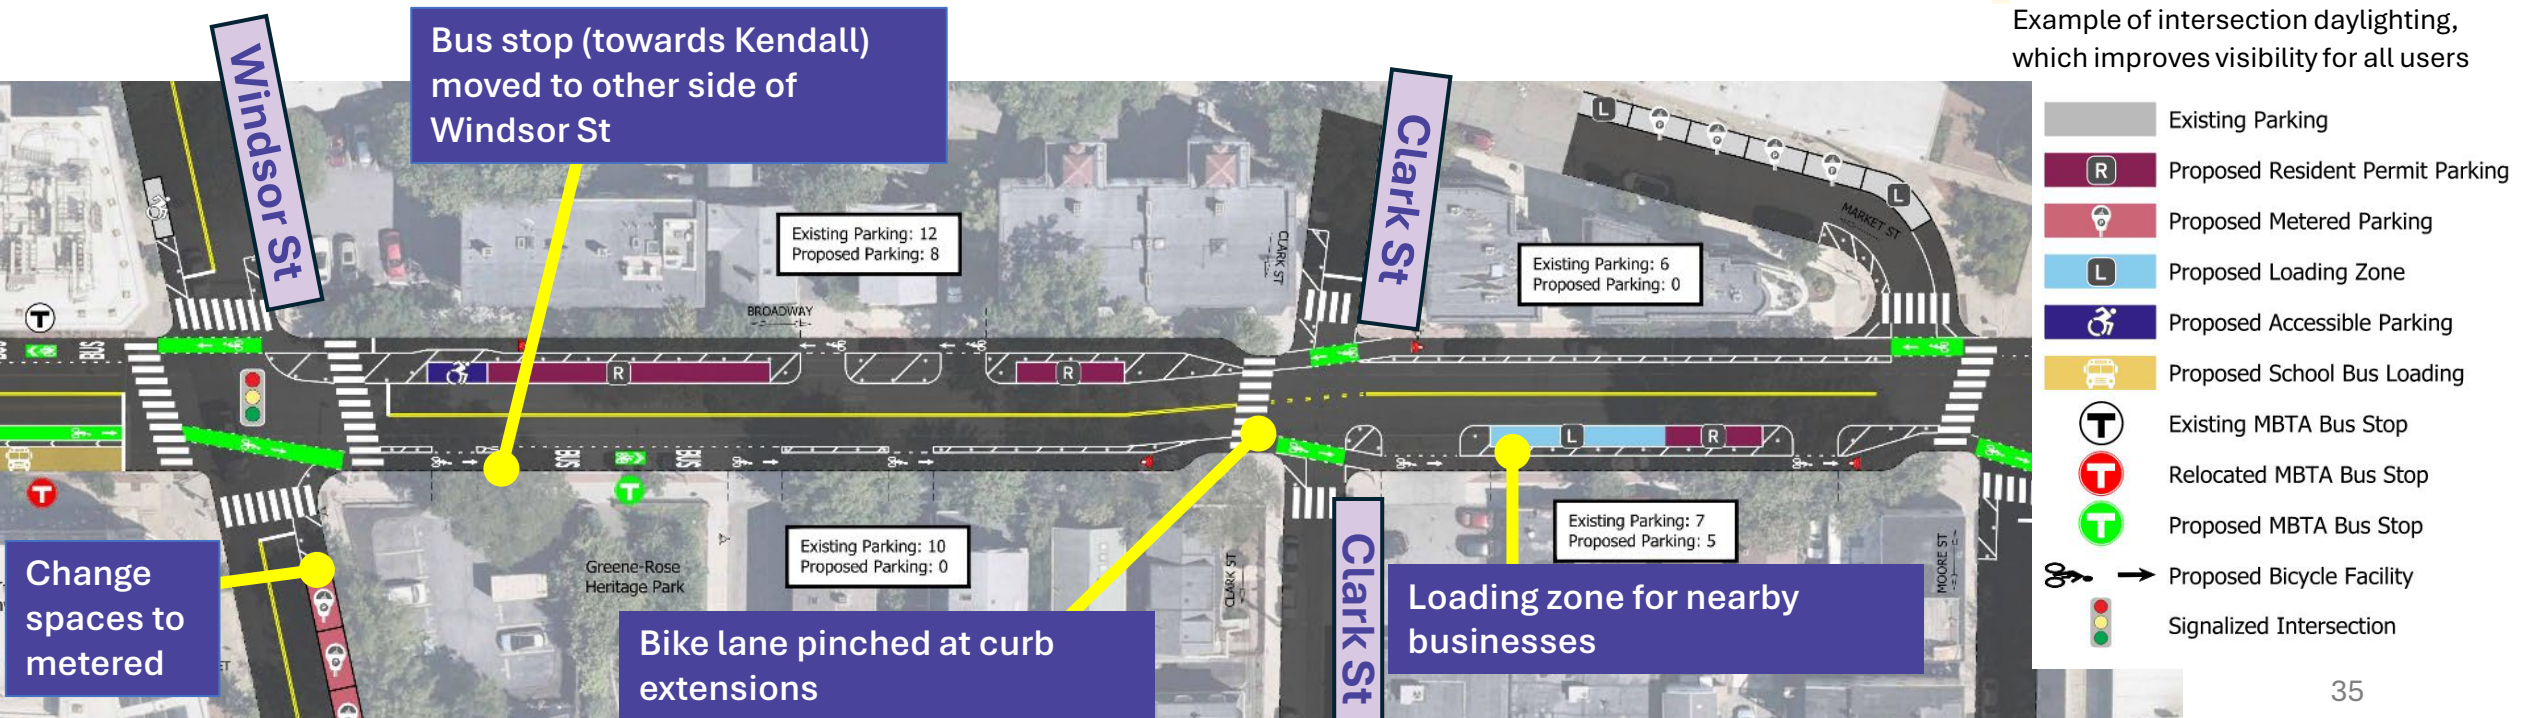 Example of intersection daylighting,
which improves visibility for all users
Windsor St
Bus stop (towards Kendall)
moved to other side of
Windsor St
Clark St
Existing Parking: 12
Proposed Parking: 8
BROADWAY
CLARK ST
Existing Parking: 6
Proposed Parking: 0
MARKET ST
L
L
T
BUS
R
R
BUS
BUS
L
R
T
T
Existing Parking: 10
Proposed Parking: 0
Existing Parking: 7
Proposed Parking: 5
Greene-Rose
Heritage Park
CLARK ST
MOORE ST
Clark St
Change
spaces to
metered
Bike lane pinched at curb
extensions
Loading zone for nearby
businesses
Existing Parking
R Proposed Resident Permit Parking
P Proposed Metered Parking
L Proposed Loading Zone
Proposed Accessible Parking
Proposed School Bus Loading
T Existing MBTA Bus Stop
T Relocated MBTA Bus Stop
T Proposed MBTA Bus Stop
Proposed Bicycle Facility
Signalized Intersection
35